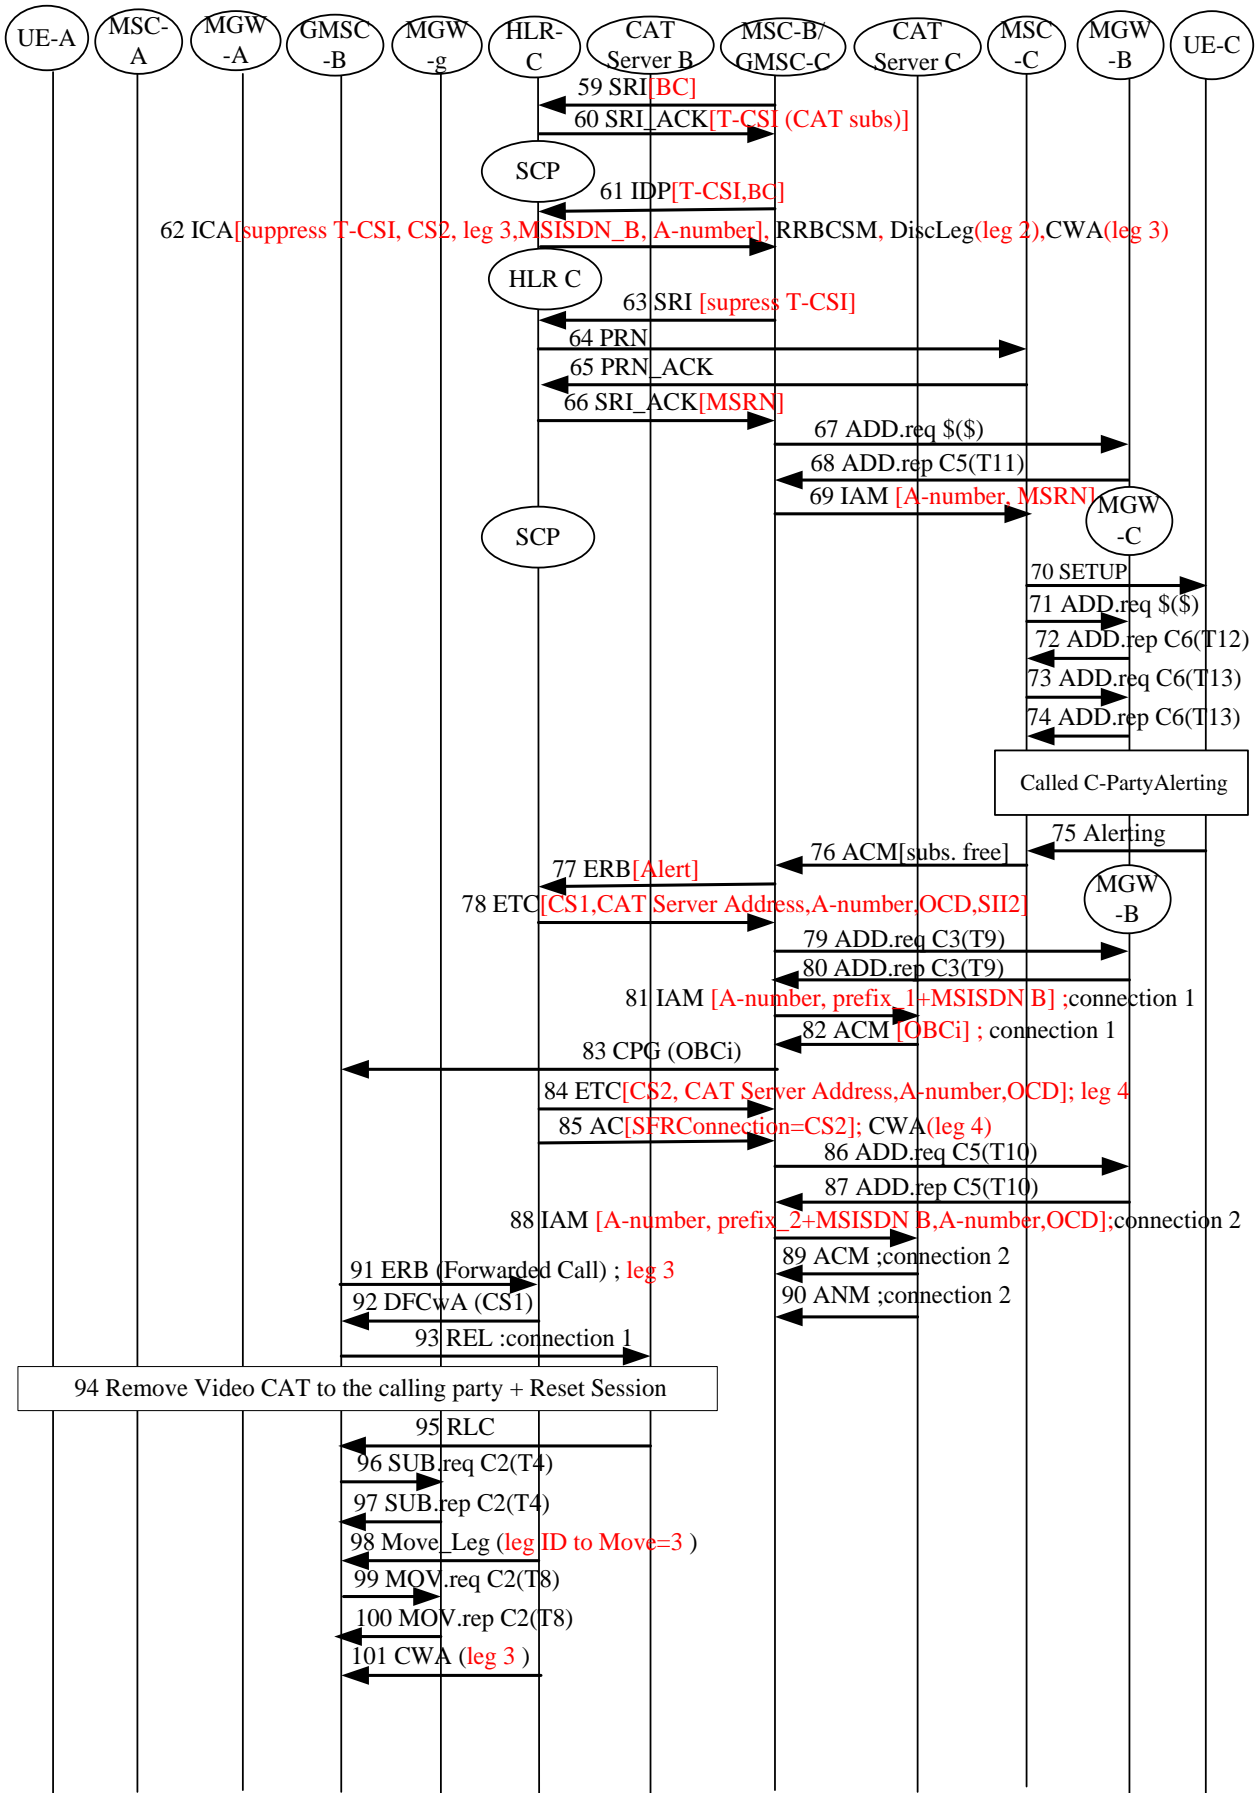 UE-A
MSC-
A
MGW
-A
GMSC
-B
MGW
-g
HLR-
C
CAT
Server B
MSC-B/
GMSC-C
CAT
Server C
MSC
-C
MGW
-B
UE-C
59 SRI[BC]
60 SRI_ACK[T-CSI (CAT subs)]
SCP
61 IDP[T-CSI,BC]
62 ICA[suppress T-CSI, CS2, leg 3,MSISDN_B, A-number], RRBCSM, DiscLeg(leg 2),CWA(leg 3)
HLR C
63 SRI [supress T-CSI]
64 PRN
65 PRN_ACK
66 SRI_ACK[MSRN]
67 ADD.req $($)
68 ADD.rep C5(T11)
69 IAM [A-number, MSRN]
MGW
-C
SCP
70 SETUP
71 ADD.req $($)
72 ADD.rep C6(T12)
73 ADD.req C6(T13)
74 ADD.rep C6(T13)
Called C-PartyAlerting
75 Alerting
76 ACM[subs. free]
77 ERB[Alert]
MGW
-B
78 ETC[CS1,CAT Server Address,A-number,OCD,SII2]
79 ADD.req C3(T9)
80 ADD.rep C3(T9)
81 IAM [A-number, prefix_1+MSISDN B] ;connection 1
82 ACM [OBCi] ; connection 1
83 CPG (OBCi)
84 ETC[CS2, CAT Server Address,A-number,OCD]; leg 4
85 AC[SFRConnection=CS2]; CWA(leg 4)
86 ADD.req C5(T10)
87 ADD.rep C5(T10)
88 IAM [A-number, prefix_2+MSISDN B,A-number,OCD];connection 2
89 ACM ;connection 2
91 ERB (Forwarded Call) ; leg 3
90 ANM ;connection 2
92 DFCwA (CS1)
93 REL :connection 1
94 Remove Video CAT to the calling party + Reset Session
95 RLC
96 SUB.req C2(T4)
97 SUB.rep C2(T4)
98 Move_Leg (leg ID to Move=3 )
99 MOV.req C2(T8)
100 MOV.rep C2(T8)
101 CWA (leg 3 )